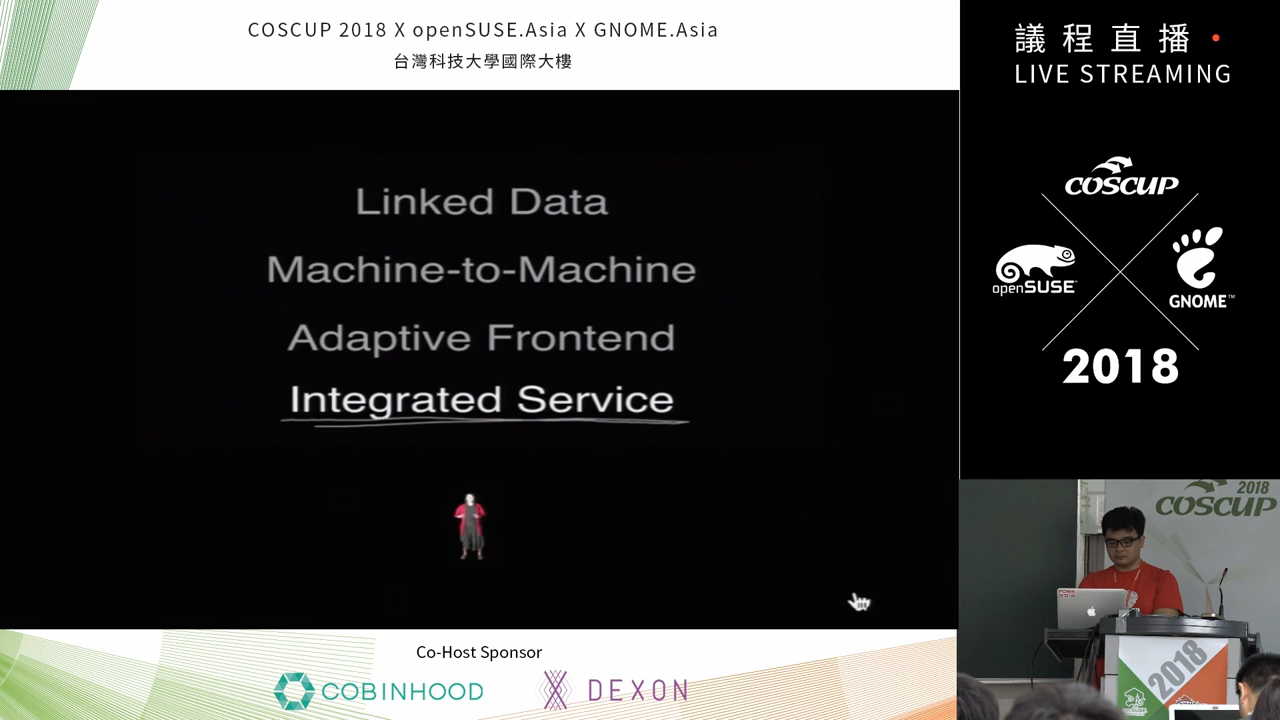 COSCUP 2018 X openSUSE.Asia X GNOME.Asia
台灣科技大學國際大樓
議程直播
LIVE STREAMING
COSCUP
openSUSE
GNOME™
2018
Linked Data
Machine-to-Machine
Adaptive Frontend
Integrated Service
2018
COSCUP
2018
Co-Host Sponsor
COBINHOOD
DEXON